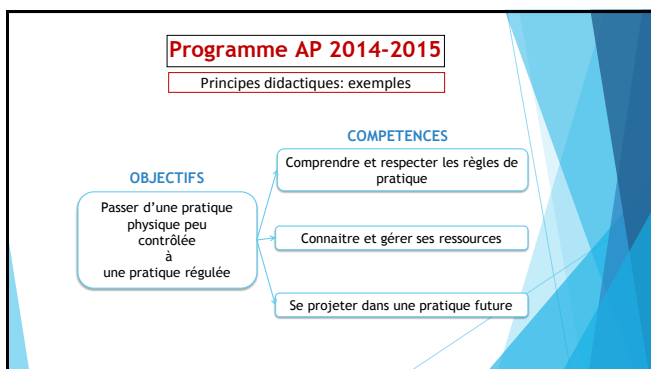 Programme AP 2014-2015
Principes didactiques: exemples
OBJECTIFS
Passer d'une pratique
physique peu
contrôlée
à
une pratique régulée
COMPETENCES
Comprendre et respecter les règles de
pratique
Connaitre et gérer ses ressources
Se projeter dans une pratique future